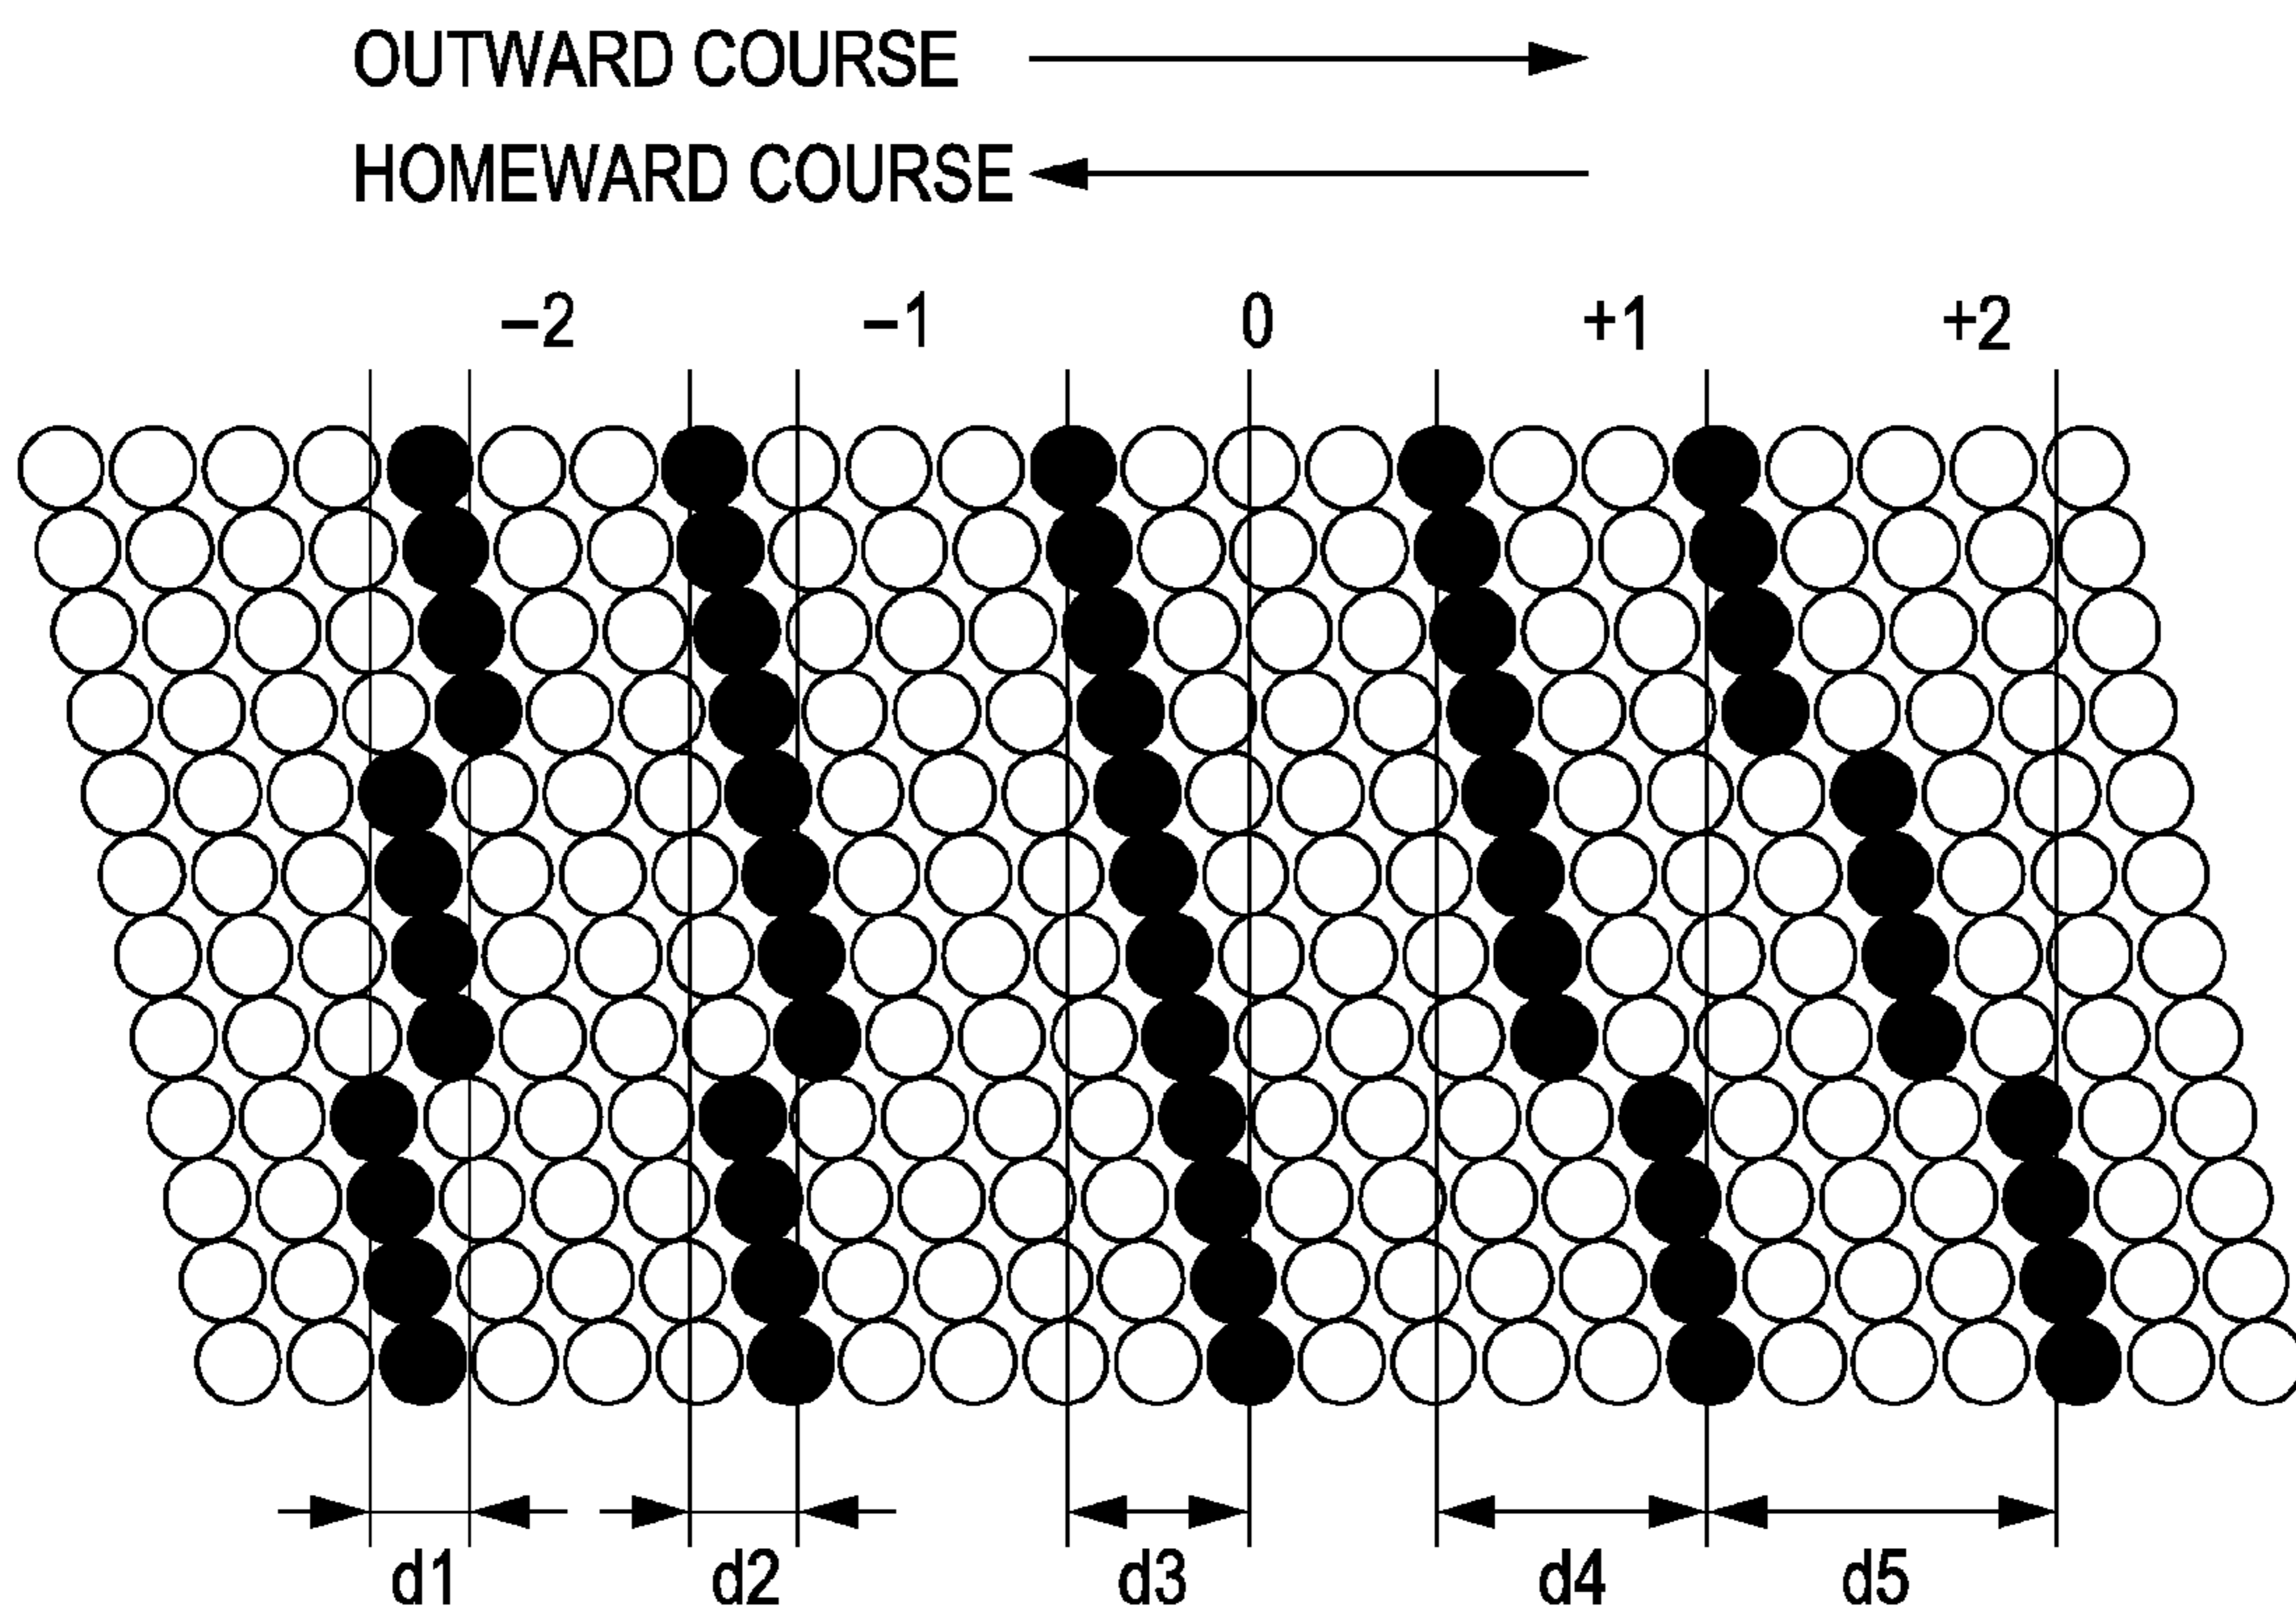 OUTWARD COURSE
HOMEWARD COURSE
−2 −1 0 +1 +2
d1 d2 d3 d4 d5